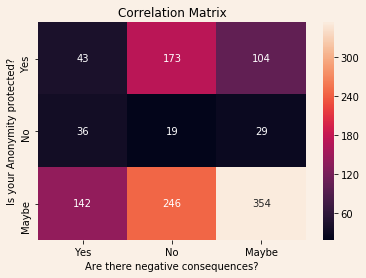 Correlation Matrix
Is your Anonymity protected?
Yes
43 173 104
No
36 19 29
Maybe
142 246 354
Yes No Maybe
Are there negative consequences?
300
240
180
120
60